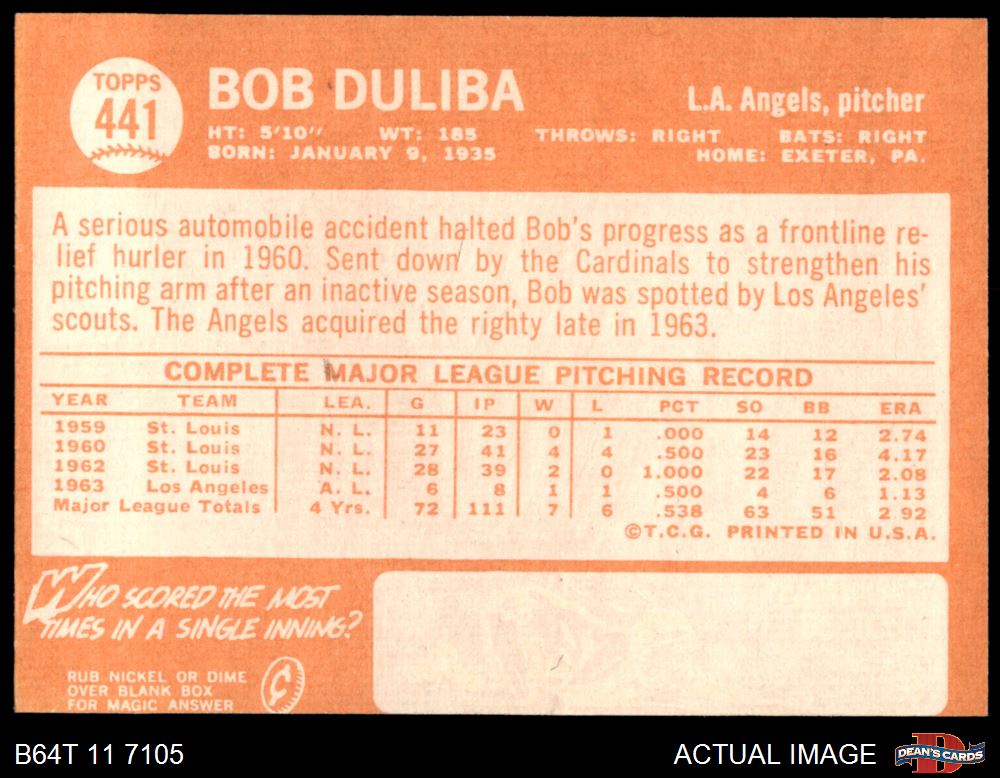 TOPPS
441
BOB DULIBA
L.A. Angels, pitcher
HT: 5'10" WT: 185 THROWS: RIGHT BATS: RIGHT
BORN: JANUARY 9, 1935 HOME: EXETER, PA.
A serious automobile accident halted Bob's progress as a frontline re-
lief hurler in 1960. Sent down by the Cardinals to strengthen his
pitching arm after an inactive season, Bob was spotted by Los Angeles'
scouts. The Angels acquired the righty late in 1963.
COMPLETE MAJOR LEAGUE PITCHING RECORD
YEAR TEAM LEA. G IP W L PCT SO BB ERA
1959 St. Louis N. L. 11 23 0 1 .000 14 12 2.74
1960 St. Louis N. L. 27 41 4 4 .500 23 16 4.17
1962 St. Louis N. L. 28 39 2 0 1.000 22 17 2.08
1963 Los Angeles A. L. 6 8 1 1 .500 4 6 1.13
Major League Totals 4 Yrs. 72 111 7 6 .538 63 51 2.92
©T.C.G. PRINTED IN U.S.A.
WHO SCORED THE MOST
TIMES IN A SINGLE INNING?
RUB NICKEL OR DIME
OVER BLANK BOX
FOR MAGIC ANSWER
¢
B64T 11 7105
ACTUAL IMAGE
D
DEAN'S CARDS